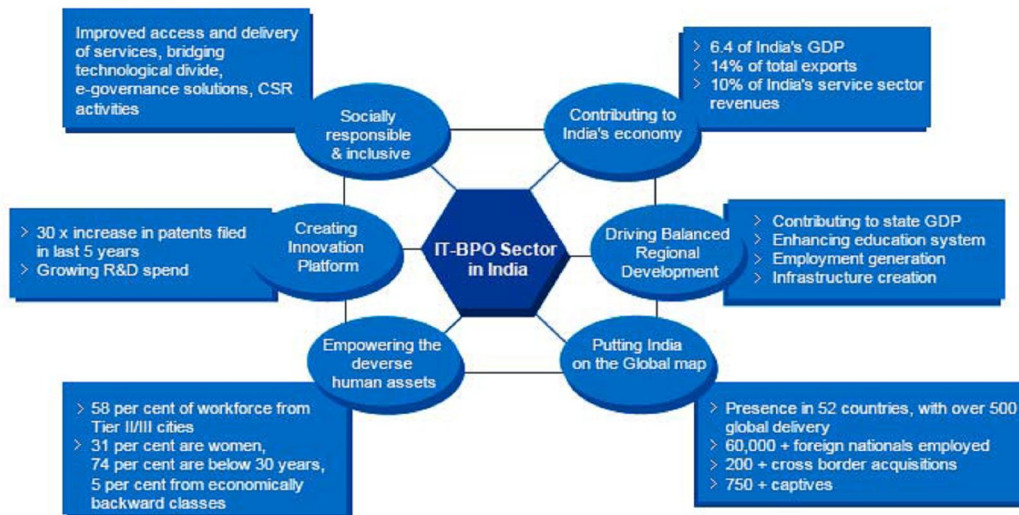 Improved access and delivery
of services, bridging
technological divide,
e-governance solutions, CSR
activities
> 6.4 of India's GDP
> 14% of total exports
> 10% of India's service sector
revenues
Socially
responsible
& inclusive
Contributing to
India's economy
> 30 x increase in patents filed
in last 5 years
> Growing R&D spend
Creating
Innovation
Platform
IT-BPO Sector
in India
Driving Balanced
Regional
Development
> Contributing to state GDP
> Enhancing education system
> Employment generation
> Infrastructure creation
Empowering the
deverse
human assets
Putting India
on the Global map
> 58 per cent of workforce from
Tier II/III cities
> 31 per cent are women,
74 per cent are below 30 years,
5 per cent from economically
backward classes
> Presence in 52 countries, with over 500
global delivery
> 60,000 + foreign nationals employed
> 200 + cross border acquisitions
> 750 + captives